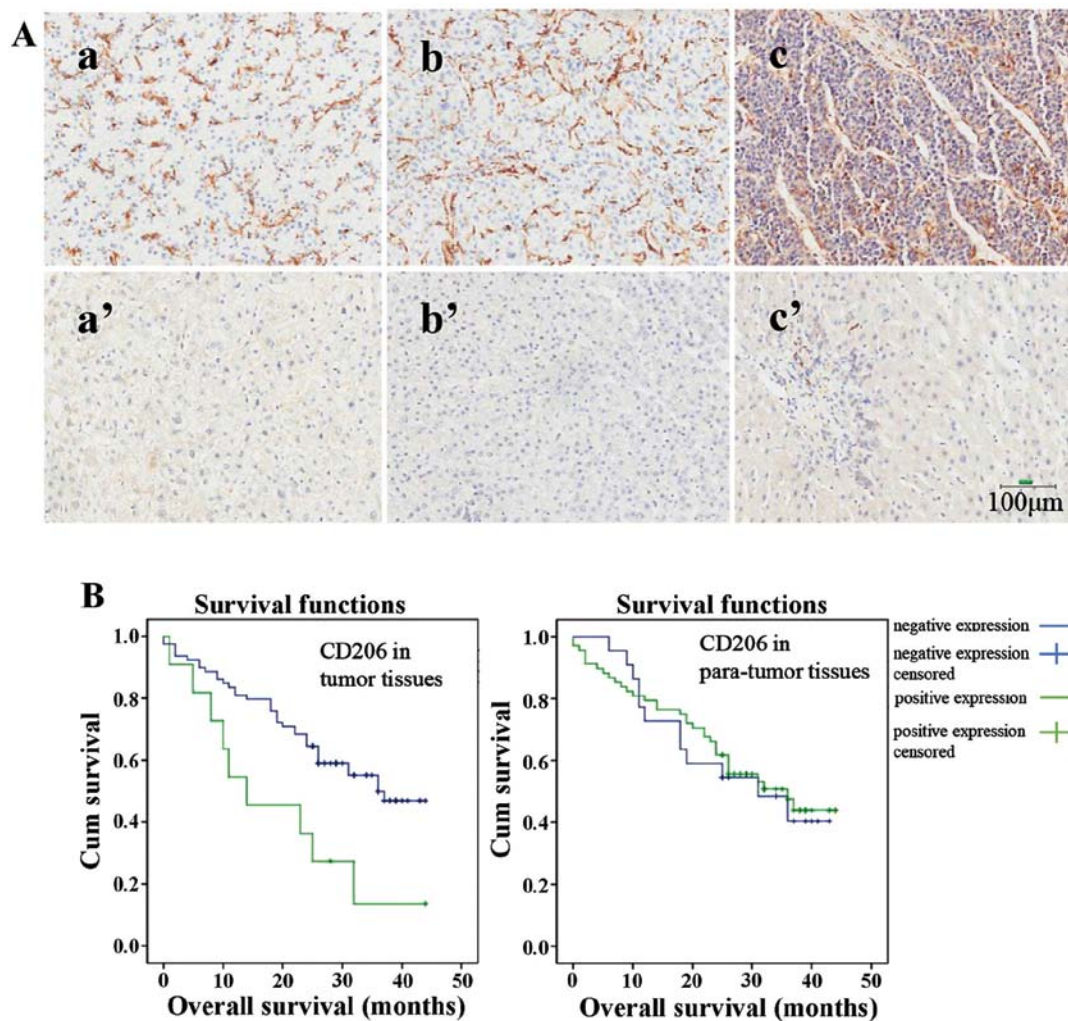 A
a
b
c
a’
b’
c’
100μm
B
Survival functions
CD206 in
tumor tissues
Cum survival
1.0
0.8
0.6
0.4
0.2
0.0
0 10 20 30 40 50
Overall survival (months)
Survival functions
CD206 in
para-tumor tissues
Cum survival
1.0
0.8
0.6
0.4
0.2
0.0
0 10 20 30 40 50
Overall survival (months)
negative expression
negative expression
censored
positive expression
positive expression
censored